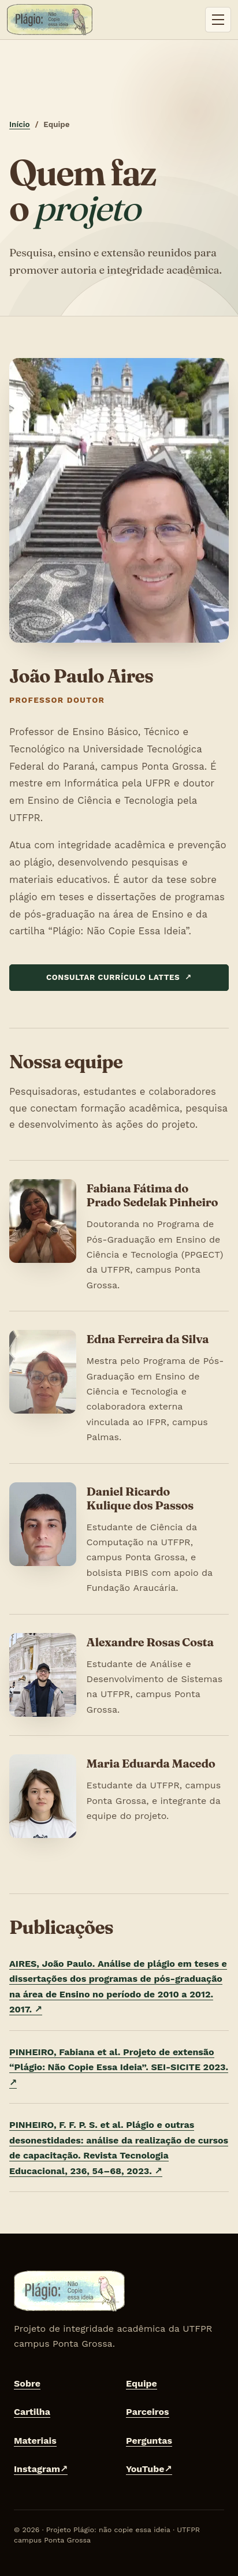 Plágio: Não
Copie
essa
Ideia
Início / Equipe
Quem faz
o projeto
Pesquisa, ensino e extensão reunidos para
promover autoria e integridade acadêmica.
João Paulo Aires
PROFESSOR DOUTOR
Professor de Ensino Básico, Técnico e
Tecnológico na Universidade Tecnológica
Federal do Paraná, campus Ponta Grossa. É
mestre em Informática pela UFPR e doutor
em Ensino de Ciência e Tecnologia pela
UTFPR.
Atua com integridade acadêmica e prevenção
ao plágio, desenvolvendo pesquisas e
materiais educativos. É autor da tese sobre
plágio em teses e dissertações de programas
de pós-graduação na área de Ensino e da
cartilha “Plágio: Não Copie Essa Ideia”.
CONSULTAR CURRÍCULO LATTES ↗
Nossa equipe
Pesquisadoras, estudantes e colaboradores
que conectam formação acadêmica, pesquisa
e desenvolvimento às ações do projeto.
Fabiana Fátima do
Prado Sedelak Pinheiro
Doutoranda no Programa de
Pós-Graduação em Ensino de
Ciência e Tecnologia (PPGECT)
da UTFPR, campus Ponta
Grossa.
Edna Ferreira da Silva
Mestra pelo Programa de Pós-
Graduação em Ensino de
Ciência e Tecnologia e
colaboradora externa
vinculada ao IFPR, campus
Palmas.
Daniel Ricardo
Kulique dos Passos
Estudante de Ciência da
Computação na UTFPR,
campus Ponta Grossa, e
bolsista PIBIS com apoio da
Fundação Araucária.
Alexandre Rosas Costa
Estudante de Análise e
Desenvolvimento de Sistemas
na UTFPR, campus Ponta
Grossa.
Maria Eduarda Macedo
Estudante da UTFPR, campus
Ponta Grossa, e integrante da
equipe do projeto.
Publicações
AIRES, João Paulo. Análise de plágio em teses e
dissertações dos programas de pós-graduação
na área de Ensino no período de 2010 a 2012.
2017. ↗
PINHEIRO, Fabiana et al. Projeto de extensão
“Plágio: Não Copie Essa Ideia”. SEI-SICITE 2023.
↗
PINHEIRO, F. F. P. S. et al. Plágio e outras
desonestidades: análise da realização de cursos
de capacitação. Revista Tecnologia
Educacional, 236, 54–68, 2023. ↗
Plágio: Não
Copie
essa
Ideia
Projeto de integridade acadêmica da UTFPR
campus Ponta Grossa.
Sobre Equipe
Cartilha Parceiros
Materiais Perguntas
Instagram↗ YouTube↗
© 2026 · Projeto Plágio: não copie essa ideia · UTFPR
campus Ponta Grossa